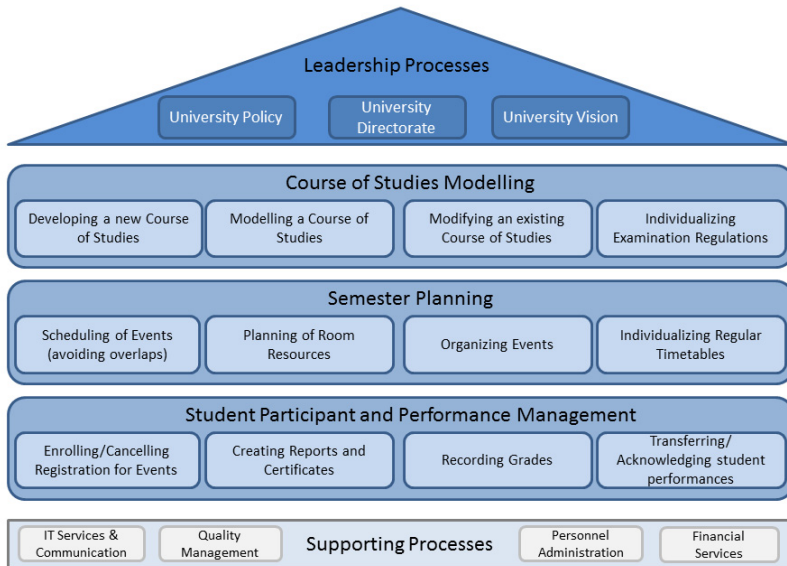 Leadership Processes
University Policy
University
Directorate
University Vision
Course of Studies Modelling
Developing a new Course
of Studies
Modelling a Course of
Studies
Modifying an existing
Course of Studies
Individualizing
Examination Regulations
Semester Planning
Scheduling of Events
(avoiding overlaps)
Planning of Room
Resources
Organizing Events
Individualizing Regular
Timetables
Student Participant and Performance Management
Enrolling/Cancelling
Registration for Events
Creating Reports and
Certificates
Recording Grades
Transferring/
Acknowledging student
performances
IT Services &
Communication
Quality
Management
Supporting Processes
Personnel
Administration
Financial
Services